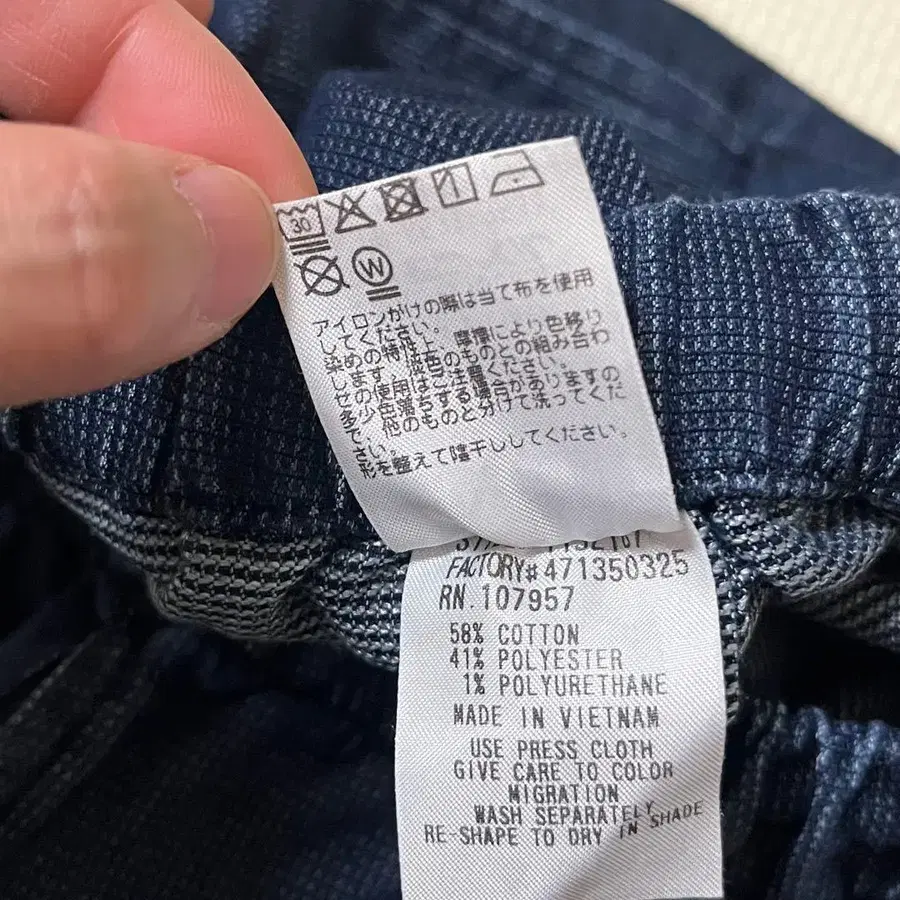 30
W
アイロンがけの際は当て布を使用
してください。
染めの特性上、摩擦により色移り
します。淡色のものとの組み合わ
せ使用はご注意ください。
多少色落ちする場合がありますの
で、他のものと分けて洗ってくだ
さい。
形を整えて陰干ししてください。
FACTORY#471350325
RN.107957
58% COTTON
41% POLYESTER
1% POLYURETHANE
MADE IN VIETNAM
USE PRESS CLOTH
GIVE CARE TO COLOR
MIGRATION
WASH SEPARATELY
RE-SHAPE TO DRY IN SHADE